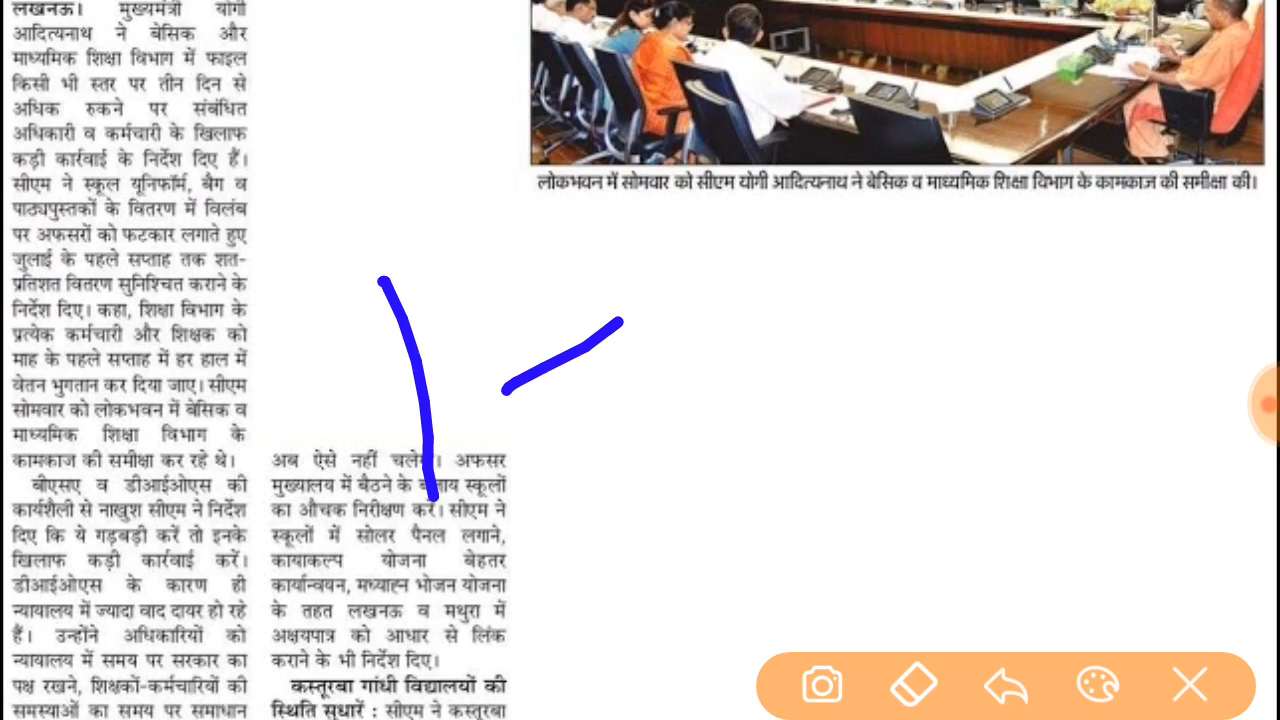 लखनऊ। मुख्यमंत्री योगी
आदित्यनाथ ने बेसिक और
माध्यमिक शिक्षा विभाग में फाइल
किसी भी स्तर पर तीन दिन से
अधिक रुकने पर संबंधित
अधिकारी व कर्मचारी के खिलाफ
कड़ी कार्रवाई के निर्देश दिए हैं।
सीएम ने स्कूल यूनिफॉर्म, बैग व
पाठ्यपुस्तकों के वितरण में विलंब
पर अफसरों को फटकार लगाते हुए
जुलाई के पहले सप्ताह तक शत-
प्रतिशत वितरण सुनिश्चित कराने के
निर्देश दिए। कहा, शिक्षा विभाग के
प्रत्येक कर्मचारी और शिक्षक को
माह के पहले सप्ताह में हर हाल में
वेतन भुगतान कर दिया जाए। सीएम
सोमवार को लोकभवन में बेसिक व
माध्यमिक शिक्षा विभाग के
कामकाज की समीक्षा कर रहे थे।
बीएसए व डीआईओएस की
कार्यशैली से नाखुश सीएम ने निर्देश
दिए कि ये गड़बड़ी करें तो इनके
खिलाफ कड़ी कार्रवाई करें।
डीआईओएस के कारण ही
न्यायालय में ज्यादा वाद दायर हो रहे
हैं। उन्होंने अधिकारियों को
न्यायालय में समय पर सरकार का
पक्ष रखने, शिक्षकों-कर्मचारियों की
समस्याओं का समय पर समाधान
लोकभवन में सोमवार को सीएम योगी आदित्यनाथ ने बेसिक व माध्यमिक शिक्षा विभाग के कामकाज की समीक्षा की।
अब ऐसे नहीं चलेगा। अफसर
मुख्यालय में बैठने के बजाय स्कूलों
का औचक निरीक्षण करें। सीएम ने
स्कूलों में सोलर पैनल लगाने,
कायाकल्प योजना बेहतर
कार्यान्वयन, मध्याह्न भोजन योजना
के तहत लखनऊ व मथुरा में
अक्षयपात्र को आधार से लिंक
कराने के भी निर्देश दिए।
कस्तूरबा गांधी विद्यालयों की
स्थिति सुधारें : सीएम ने कस्तूरबा